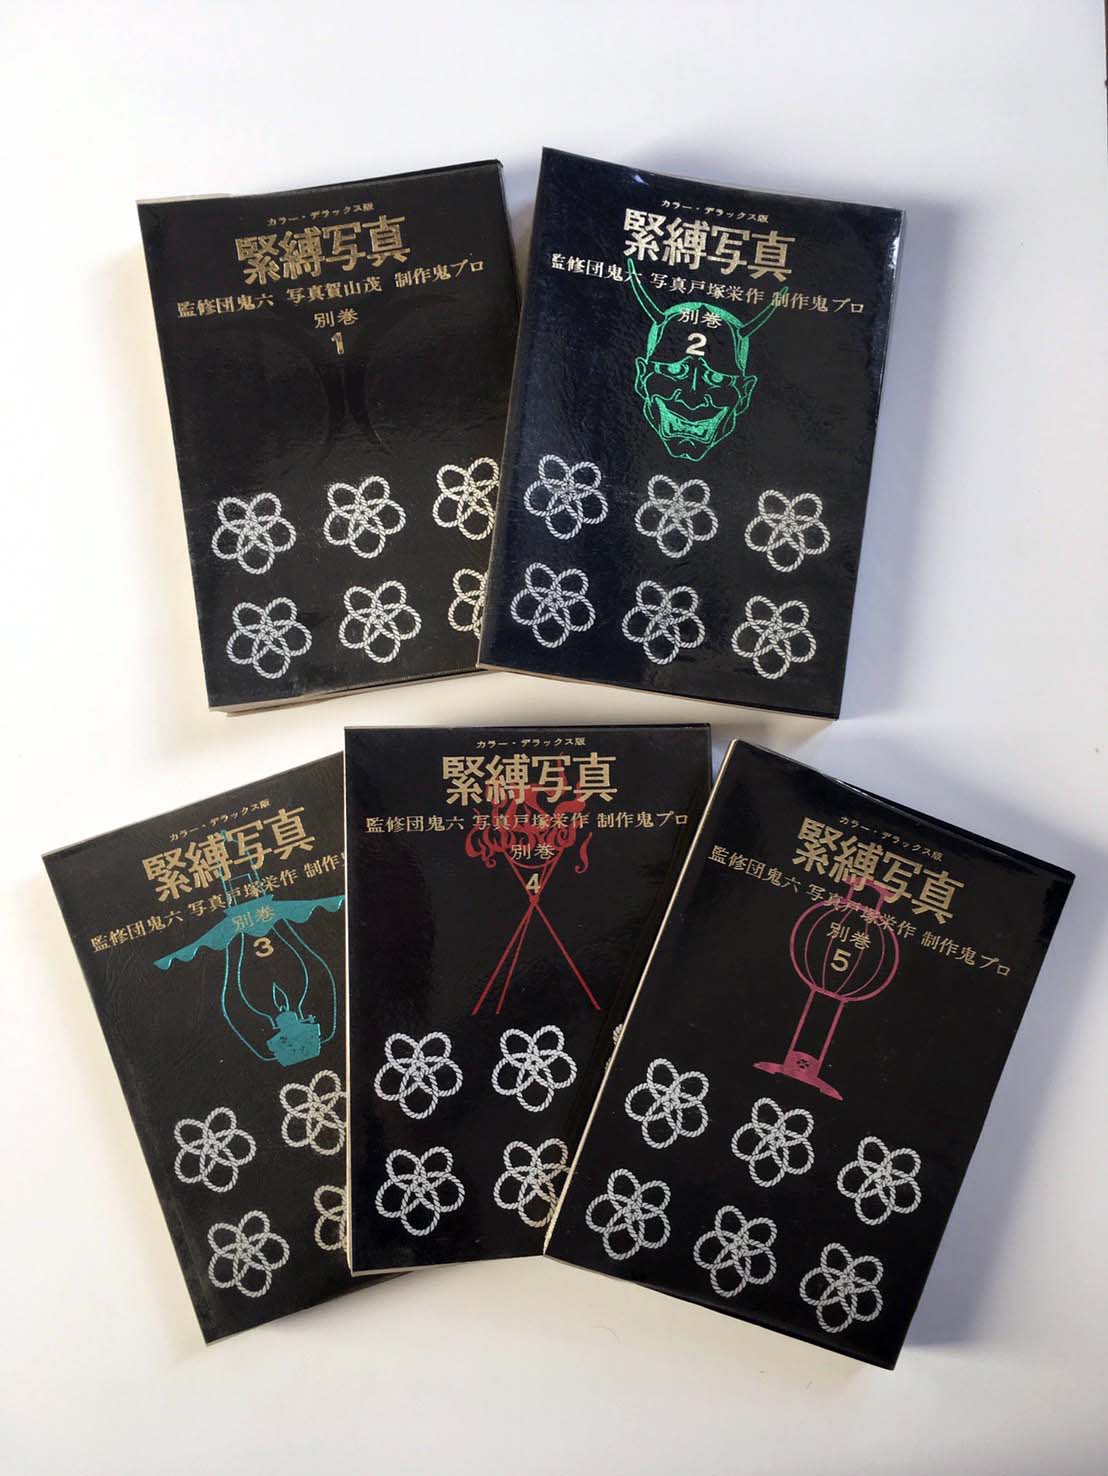 カラー・デラックス版
緊縛写真
監修団鬼六 写真賀山茂 制作鬼プロ
別巻
1
カラー・デラックス版
緊縛写真
監修団鬼六 写真戸塚栄作 制作鬼プロ
別巻
2
カラー・デラックス版
緊縛写真
監修団鬼六 写真戸塚栄作 制作鬼
別巻
3
カラー・デラックス版
緊縛写真
監修団鬼六 写真戸塚栄作 制作鬼プロ
別巻
4
カラー・デラックス版
緊縛写真
監修団鬼六 写真戸塚栄作 制作鬼プロ
別巻
5